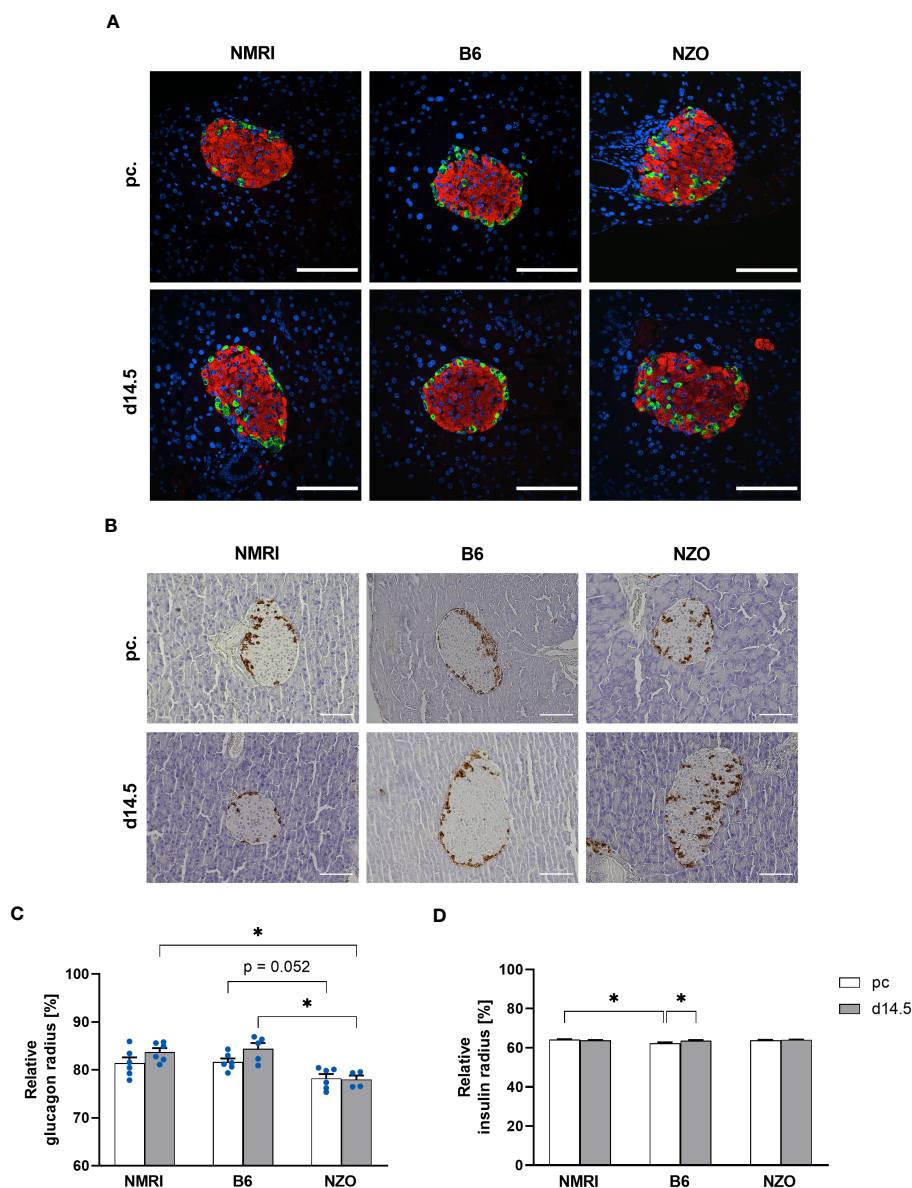 A
NMRI B6 NZO
pc.
d14.5
B
NMRI B6 NZO
pc.
d14.5
C
Relative
glucagon radius [%]
100
90
80
70
60
*
p = 0.052
*
NMRI B6 NZO
D
Relative
insulin radius [%]
100
80
60
40
20
0
* *
NMRI B6 NZO
pc
d14.5